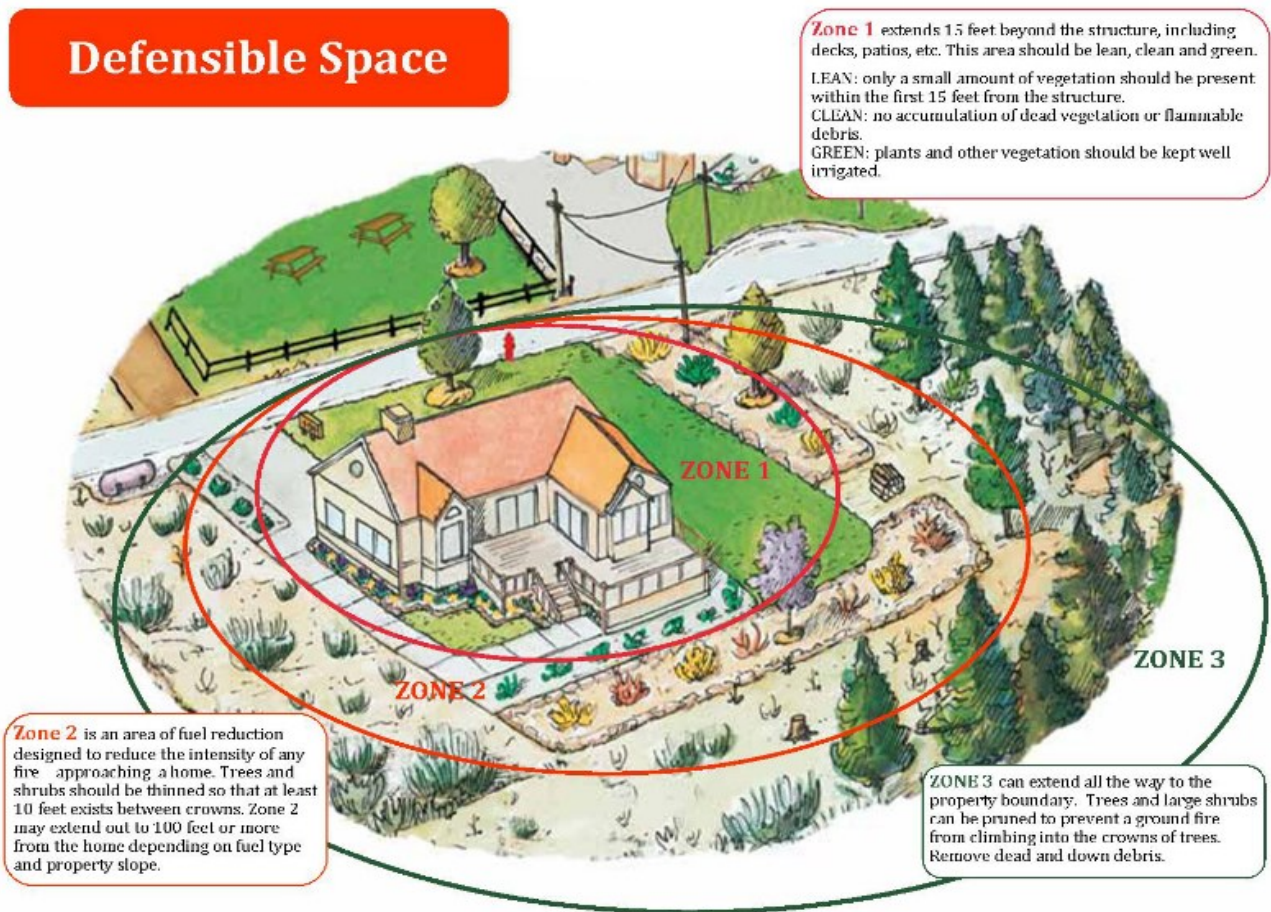 Defensible Space
Zone 1 extends 15 feet beyond the structure, including
decks, patios, etc. This area should be lean, clean and green.
LEAN: only a small amount of vegetation should be present
within the first 15 feet from the structure.
CLEAN: no accumulation of dead vegetation or flammable
debris.
GREEN: plants and other vegetation should be kept well
irrigated.
ZONE 1
ZONE 2
ZONE 3
Zone 2 is an area of fuel reduction
designed to reduce the intensity of any
fire approaching a home. Trees and
shrubs should be thinned so that at least
10 feet exists between crowns. Zone 2
may extend out to 100 feet or more
from the home depending on fuel type
and property slope.
ZONE 3 can extend all the way to the
property boundary. Trees and large shrubs
can be pruned to prevent a ground fire
from climbing into the crowns of trees.
Remove dead and down debris.